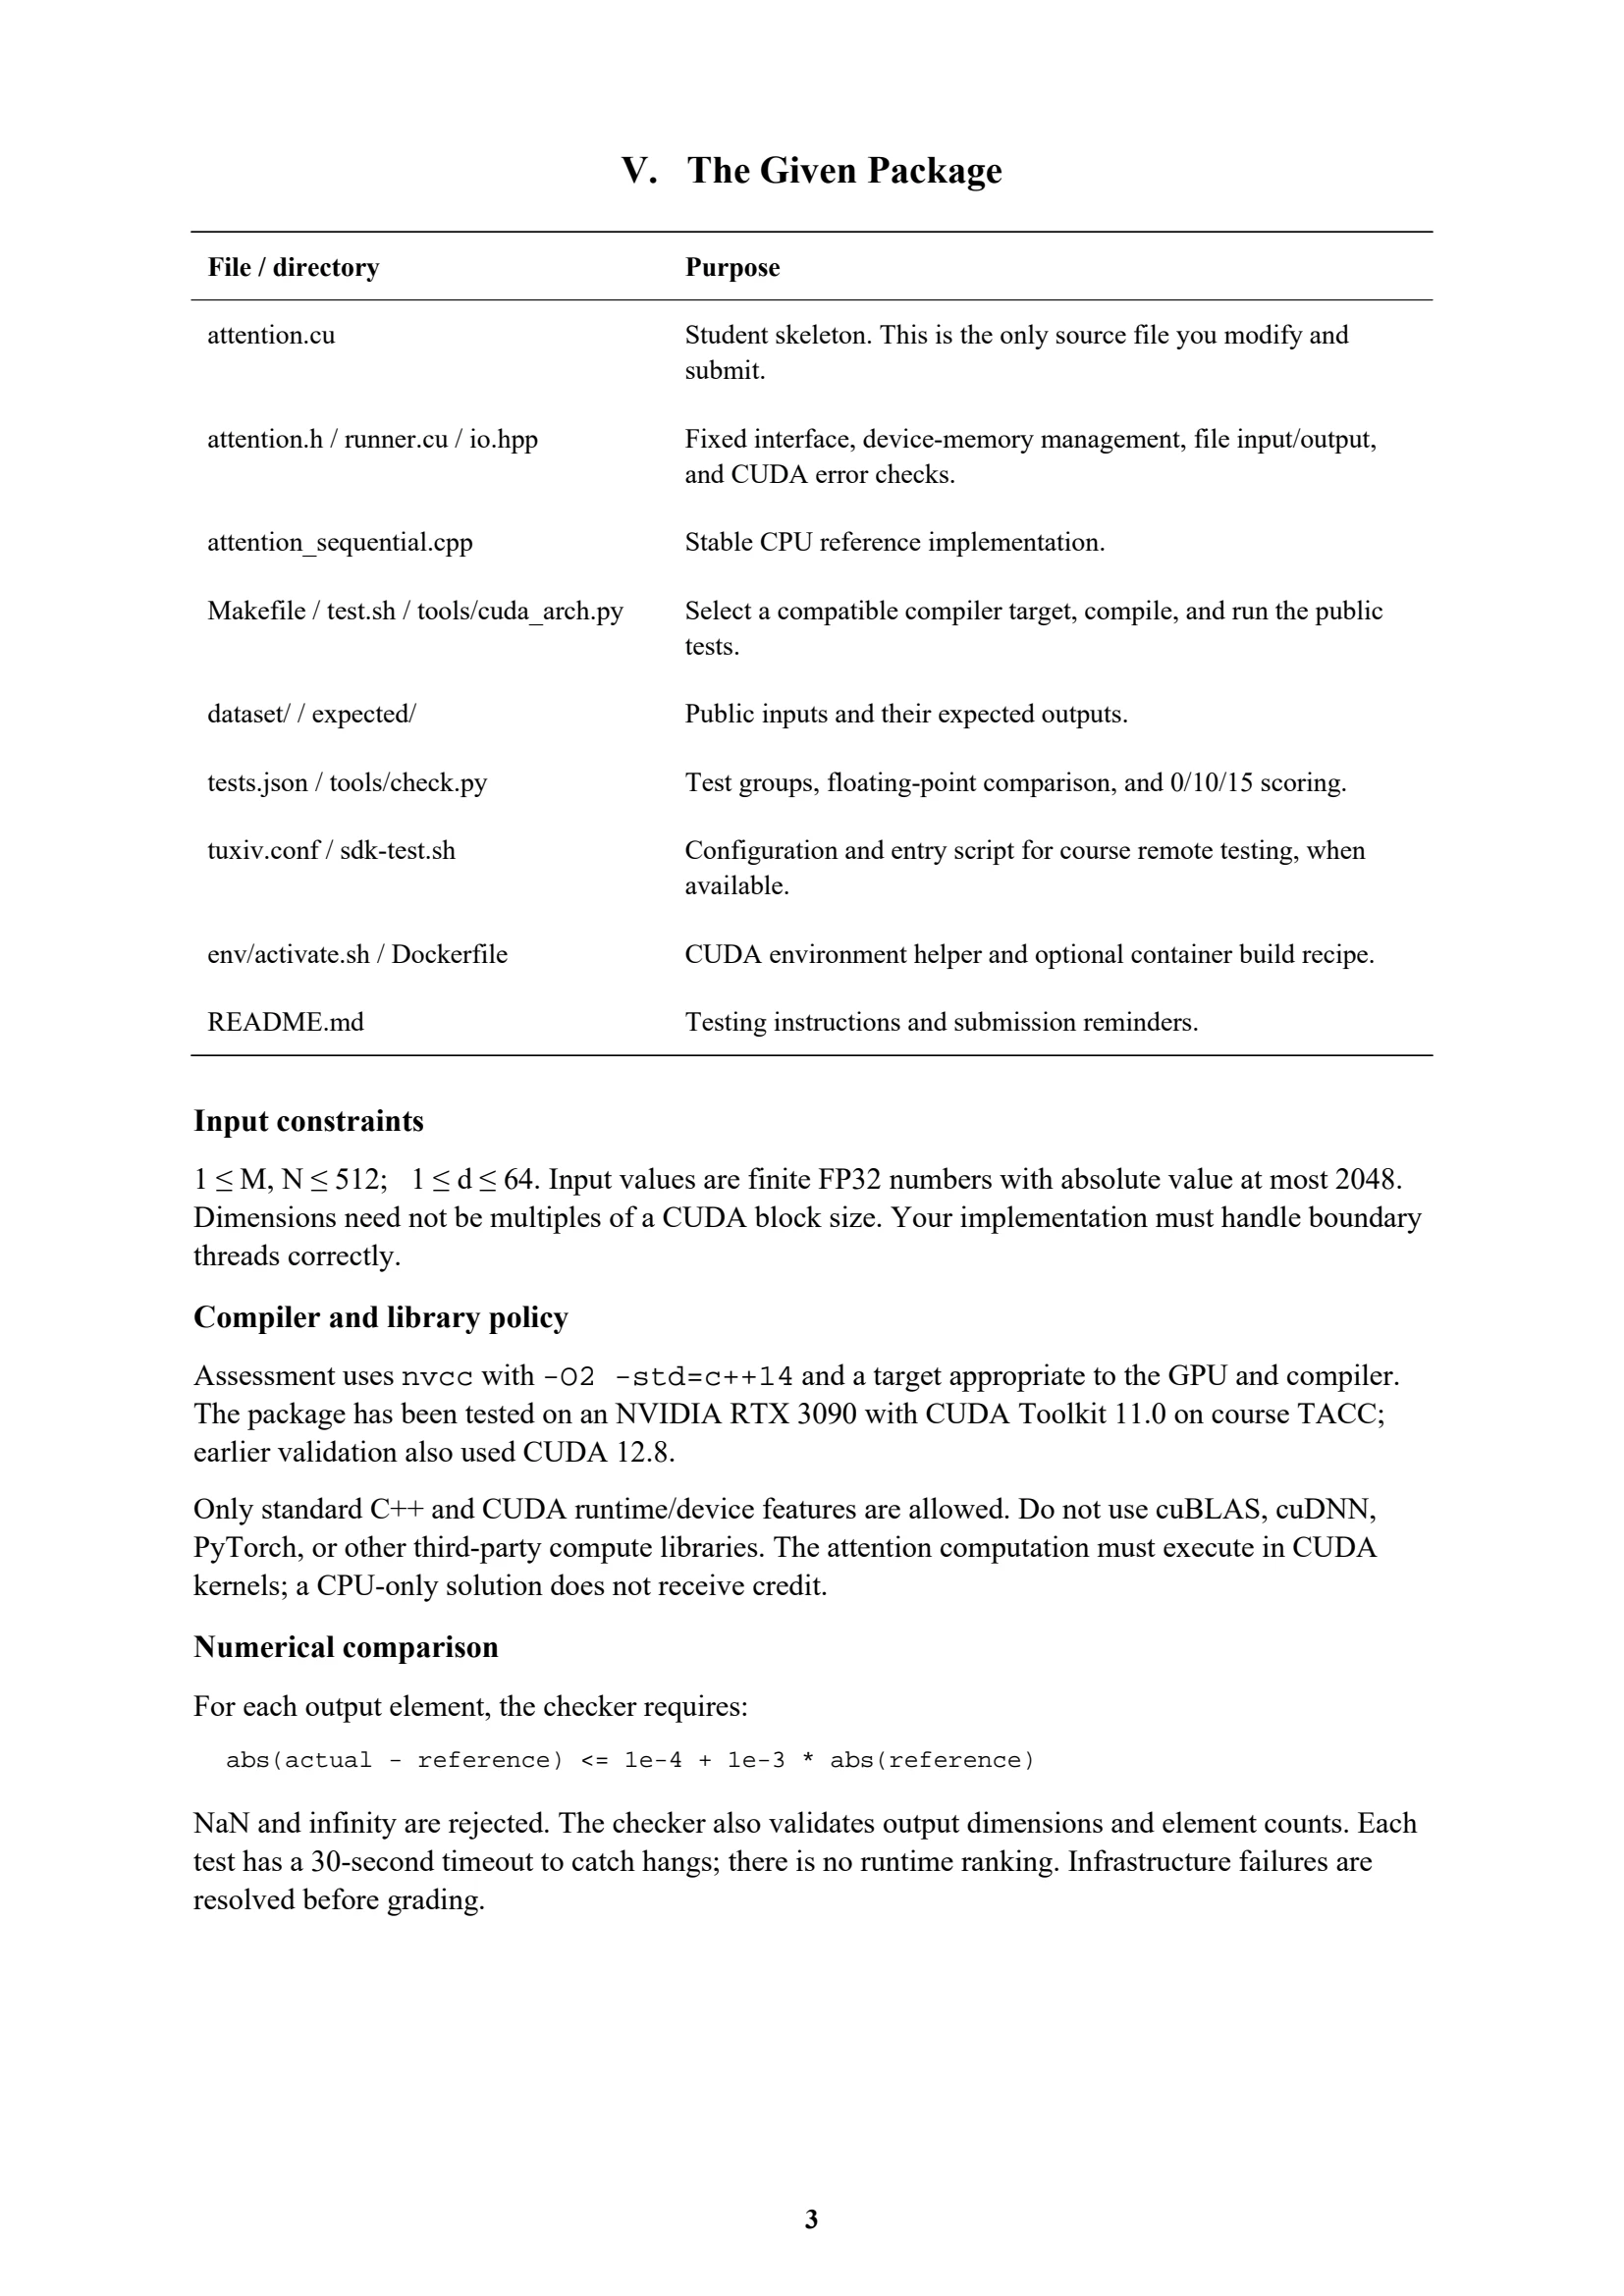 V. The Given Package
File / directory Purpose
attention.cu Student skeleton. This is the only source file you modify and
submit.
attention.h / runner.cu / io.hpp Fixed interface, device-memory management, file input/output,
and CUDA error checks.
attention_sequential.cpp Stable CPU reference implementation.
Makefile / test.sh / tools/cuda_arch.py Select a compatible compiler target, compile, and run the public
tests.
dataset/ / expected/ Public inputs and their expected outputs.
tests.json / tools/check.py Test groups, floating-point comparison, and 0/10/15 scoring.
tuxiv.conf / sdk-test.sh Configuration and entry script for course remote testing, when
available.
env/activate.sh / Dockerfile CUDA environment helper and optional container build recipe.
README.md Testing instructions and submission reminders.
Input constraints
1 ≤ M, N ≤ 512; 1 ≤ d ≤ 64. Input values are finite FP32 numbers with absolute value at most 2048.
Dimensions need not be multiples of a CUDA block size. Your implementation must handle boundary
threads correctly.
Compiler and library policy
Assessment uses nvcc with -O2 -std=c++14 and a target appropriate to the GPU and compiler.
The package has been tested on an NVIDIA RTX 3090 with CUDA Toolkit 11.0 on course TACC;
earlier validation also used CUDA 12.8.
Only standard C++ and CUDA runtime/device features are allowed. Do not use cuBLAS, cuDNN,
PyTorch, or other third-party compute libraries. The attention computation must execute in CUDA
kernels; a CPU-only solution does not receive credit.
Numerical comparison
For each output element, the checker requires:
abs(actual - reference) <= 1e-4 + 1e-3 * abs(reference)
NaN and infinity are rejected. The checker also validates output dimensions and element counts. Each
test has a 30-second timeout to catch hangs; there is no runtime ranking. Infrastructure failures are
resolved before grading.
3